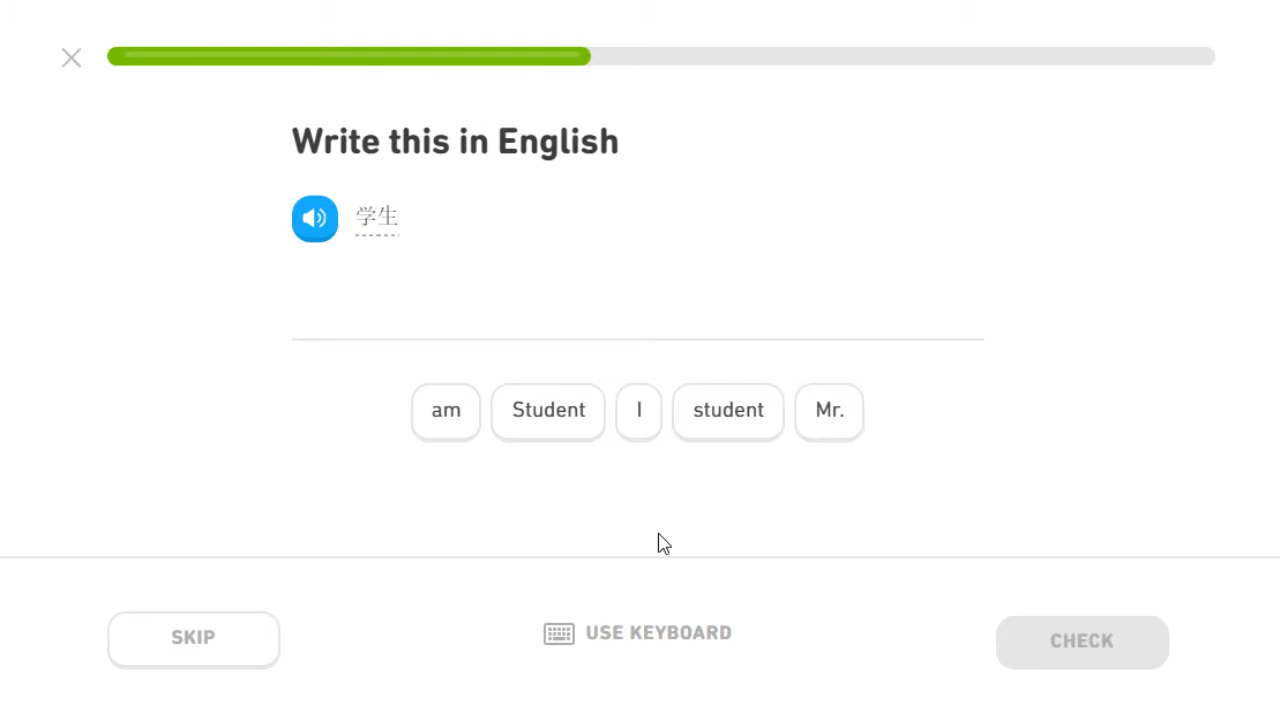 Write this in English
学生
am Student I student Mr.
SKIP USE KEYBOARD CHECK